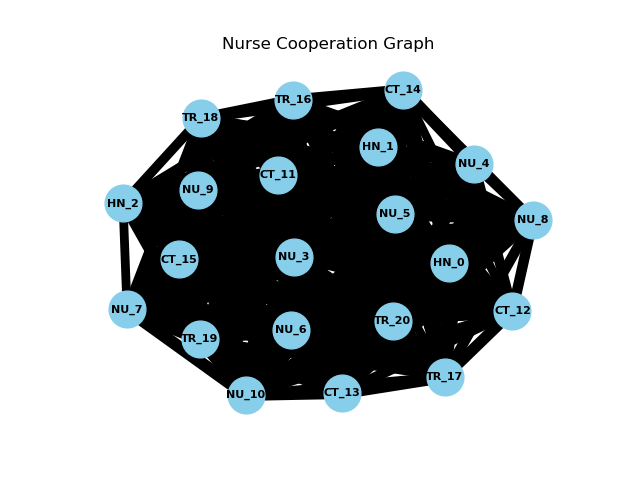 Nurse Cooperation Graph
CT_14
TR_16
TR_18
HN_1
NU_4
CT_11
NU_9
HN_2
NU_5
NU_8
CT_15
NU_3
HN_0
NU_7
CT_12
TR_20
NU_6
TR_19
TR_17
CT_13
NU_10